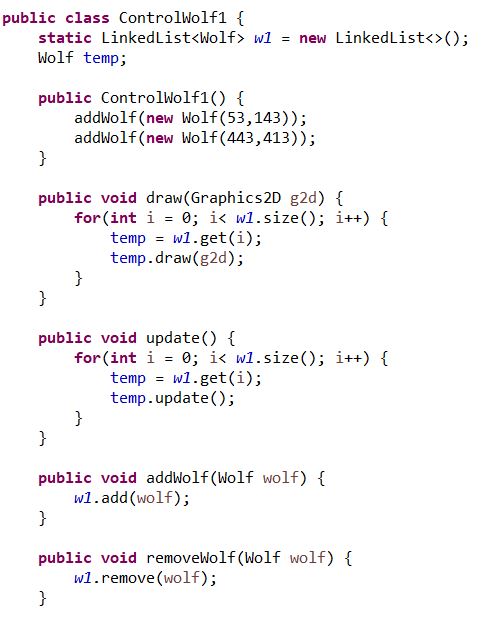 public class ControlWolf1 {
    static LinkedList<Wolf> w1 = new LinkedList<>();
    Wolf temp;

    public ControlWolf1() {
        addWolf(new Wolf(53,143));
        addWolf(new Wolf(443,413));
    }

    public void draw(Graphics2D g2d) {
        for(int i = 0; i< w1.size(); i++) {
            temp = w1.get(i);
            temp.draw(g2d);
        }
    }

    public void update() {
        for(int i = 0; i< w1.size(); i++) {
            temp = w1.get(i);
            temp.update();
        }
    }

    public void addWolf(Wolf wolf) {
        w1.add(wolf);
    }

    public void removeWolf(Wolf wolf) {
        w1.remove(wolf);
    }